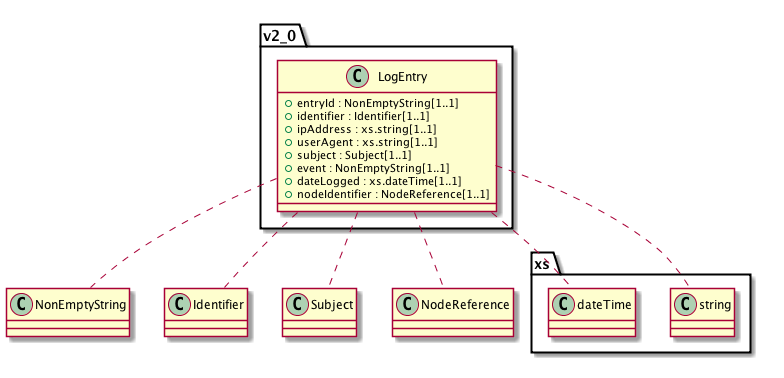 v2_0
C LogEntry
entryId : NonEmptyString[1..1]
identifier : Identifier[1..1]
ipAddress : xs.string[1..1]
userAgent : xs.string[1..1]
subject : Subject[1..1]
event : NonEmptyString[1..1]
dateLogged : xs.dateTime[1..1]
nodeIdentifier : NodeReference[1..1]
xs
C NonEmptyString
C Identifier
C Subject
C NodeReference
C dateTime
C string